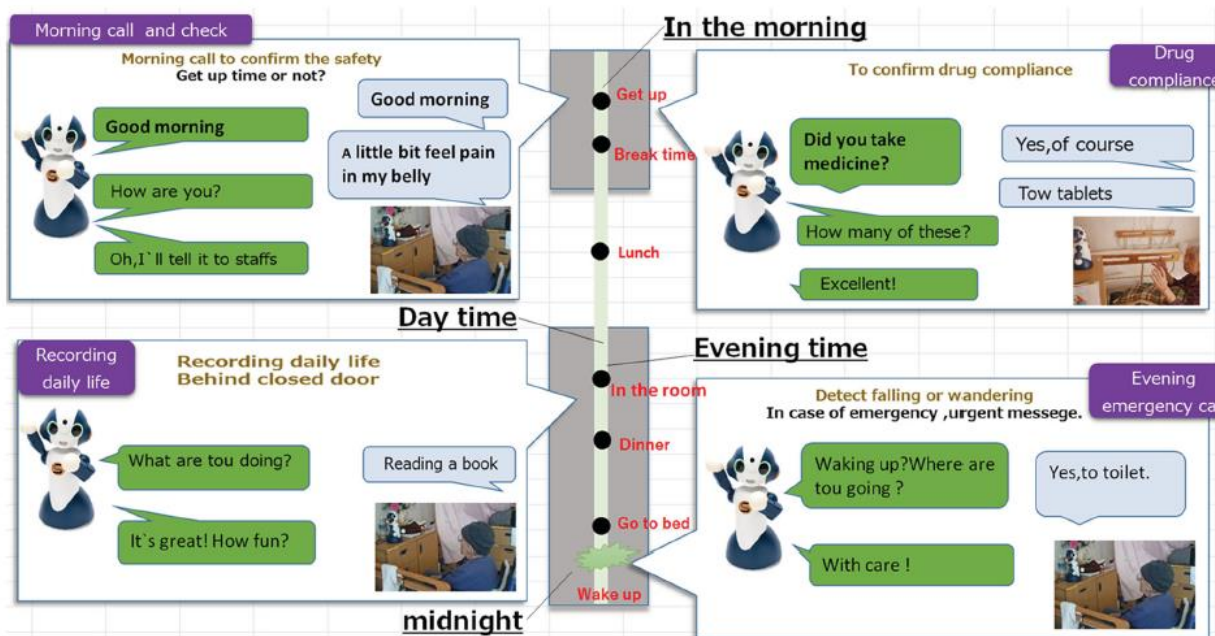 Morning call and check
Morning call to confirm the safety
Get up time or not?
Good morning
Good morning
How are you?
A little bit feel pain
in my belly
Oh,I`ll tell it to staffs
In the morning
Get up
Break time
Lunch
Drug
compliance
To confirm drug compliance
Did you take
medicine?
Yes,of course
How many of these?
Tow tablets
Excellent!
Day time
Evening time
In the room
Dinner
Go to bed
Wake up
midnight
Recording
daily life
Recording daily life
Behind closed door
What are tou doing?
Reading a book
It`s great! How fun?
Evening
emergency ca
Detect falling or wandering
In case of emergency ,urgent messege.
Waking up?Where are
tou going ?
Yes,to toilet.
With care !